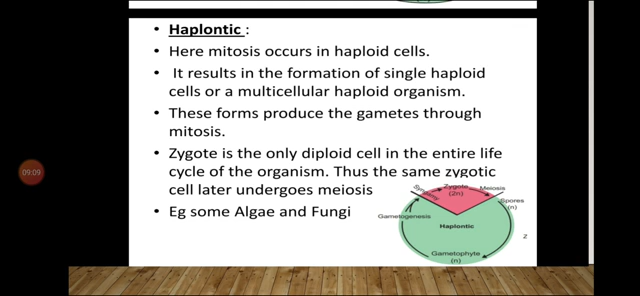 • Haplontic :
• Here mitosis occurs in haploid cells.
• It results in the formation of single haploid
cells or a multicellular haploid organism.
• These forms produce the gametes through
mitosis.
• Zygote is the only diploid cell in the entire life
cycle of the organism. Thus the same zygotic
cell later undergoes meiosis
• Eg some Algae and Fungi
Syngamy
Zygote
(2n)
Meiosis
Spores
(n)
Gametogenesis
Haplontic
Gametophyte
(n)
Z
09:09